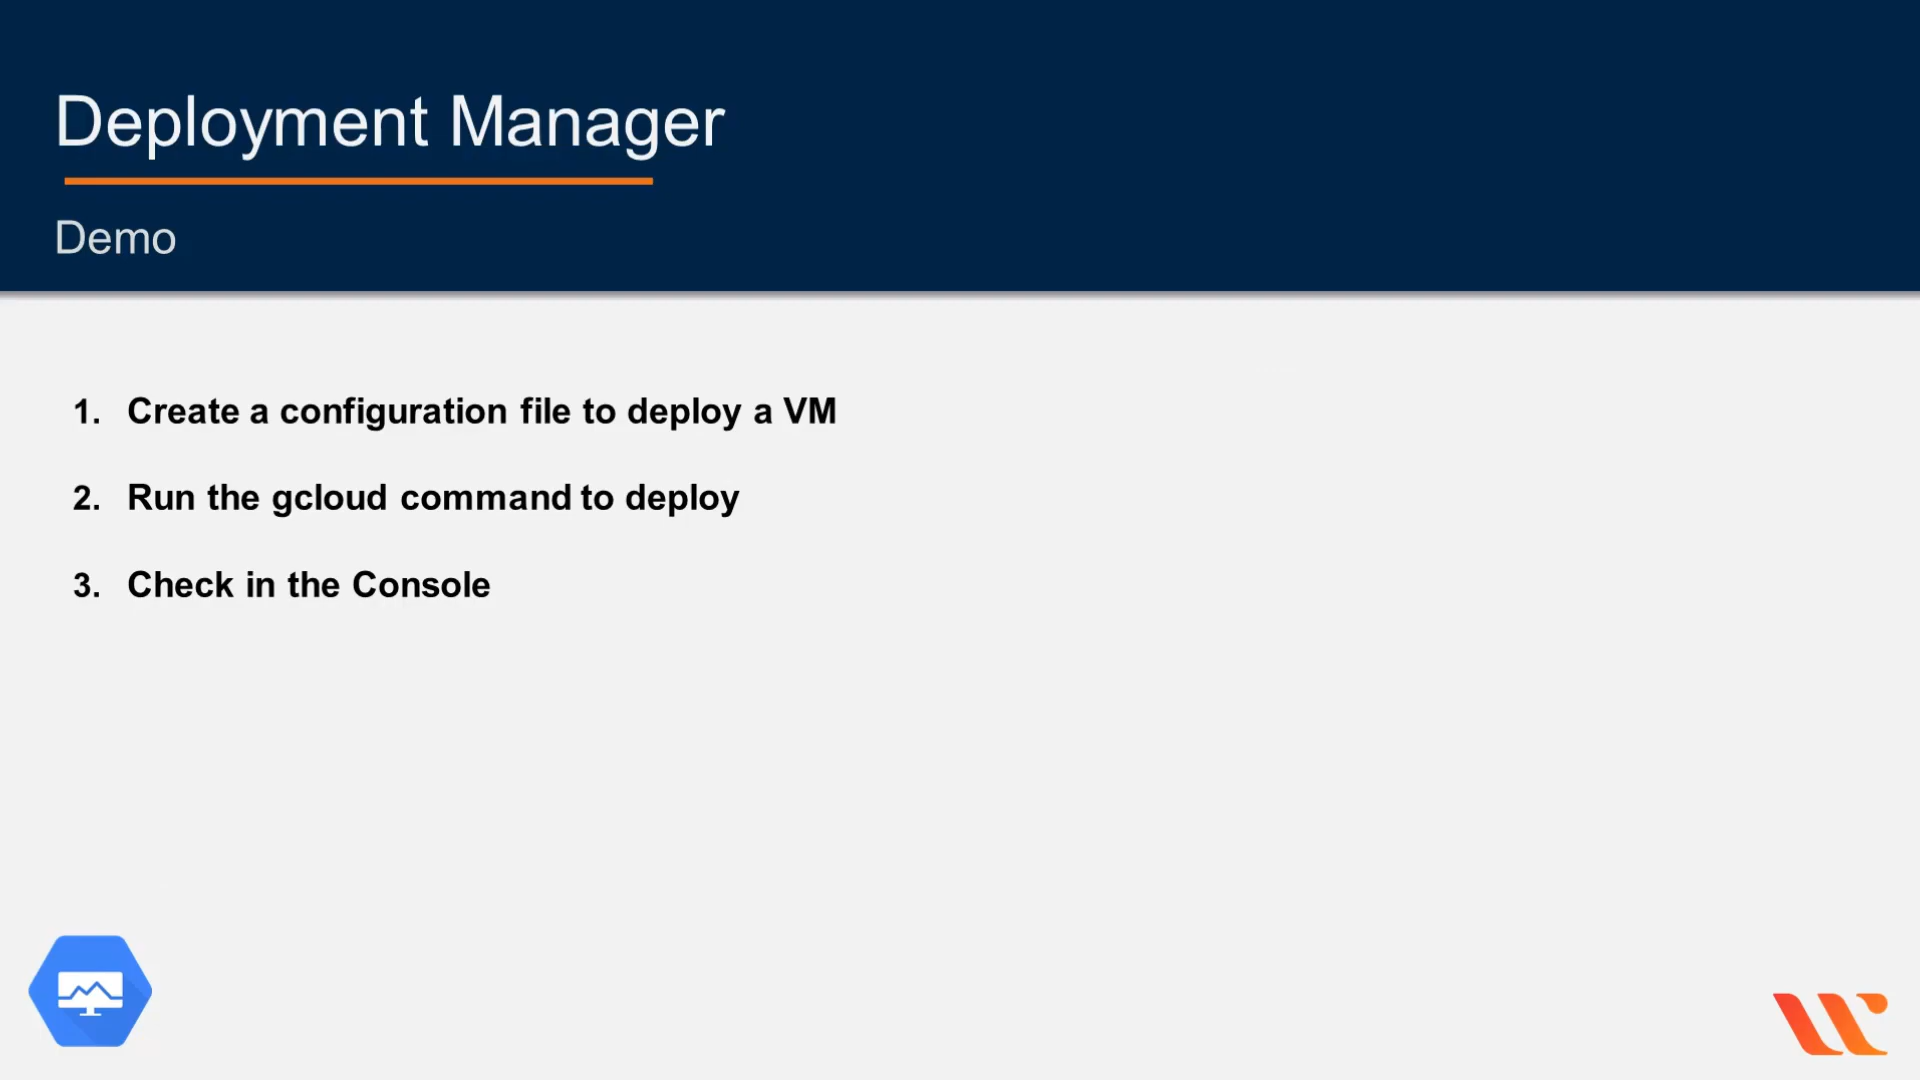 Deployment Manager
Demo
1. Create a configuration file to deploy a VM
2. Run the gcloud command to deploy
3. Check in the Console